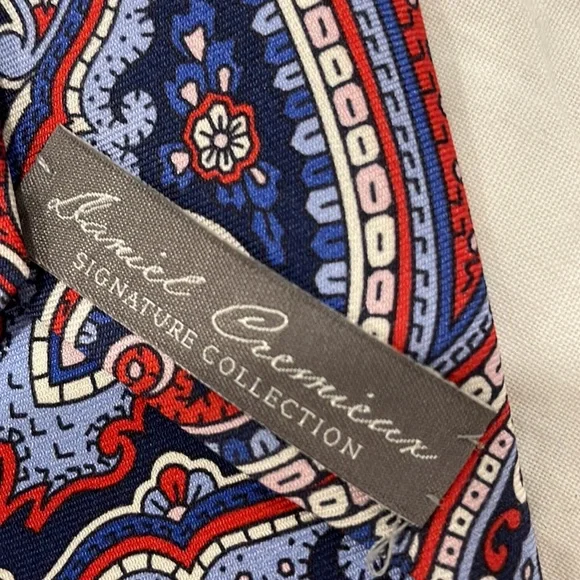 Daniel Cremieux
SIGNATURE COLLECTION